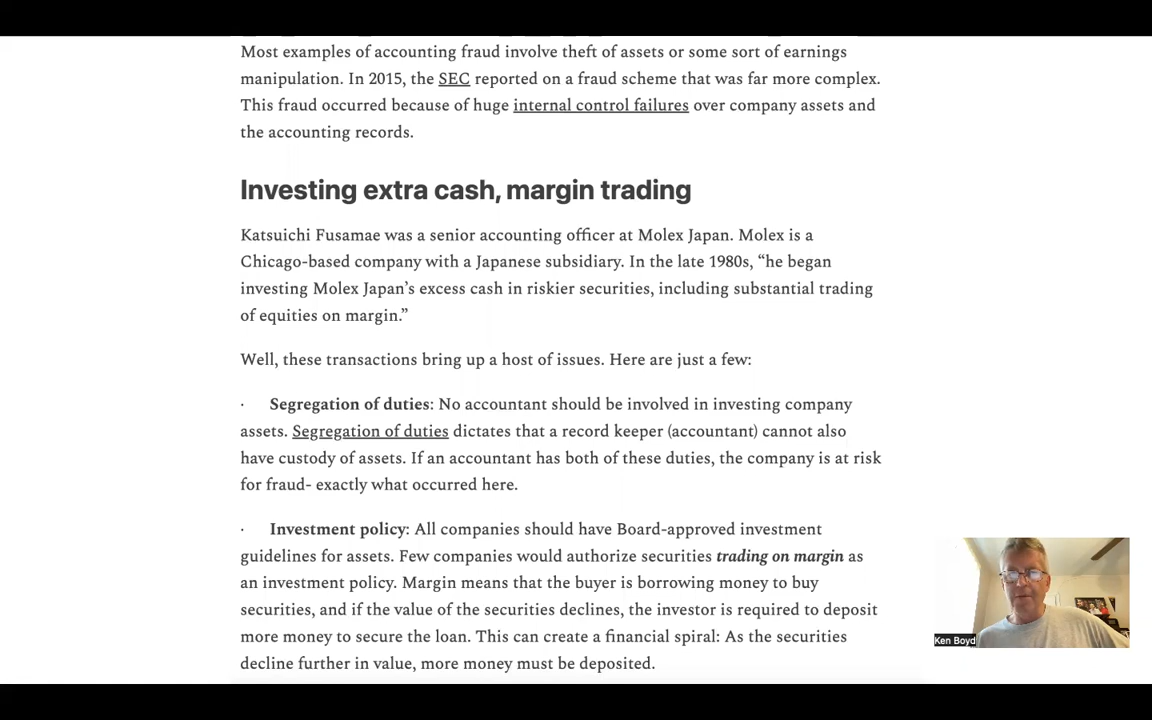 Most examples of accounting fraud involve theft of assets or some sort of earnings
manipulation. In 2015, the SEC reported on a fraud scheme that was far more complex.
This fraud occurred because of huge internal control failures over company assets and
the accounting records.
Investing extra cash, margin trading
Katsuichi Fusamae was a senior accounting officer at Molex Japan. Molex is a
Chicago-based company with a Japanese subsidiary. In the late 1980s, “he began
investing Molex Japan’s excess cash in riskier securities, including substantial trading
of equities on margin.”
Well, these transactions bring up a host of issues. Here are just a few:
· Segregation of duties: No accountant should be involved in investing company
assets. Segregation of duties dictates that a record keeper (accountant) cannot also
have custody of assets. If an accountant has both of these duties, the company is at risk
for fraud- exactly what occurred here.
· Investment policy: All companies should have Board-approved investment
guidelines for assets. Few companies would authorize securities trading on margin as
an investment policy. Margin means that the buyer is borrowing money to buy
securities, and if the value of the securities declines, the investor is required to deposit
more money to secure the loan. This can create a financial spiral: As the securities
decline further in value, more money must be deposited.
Ken Boyd